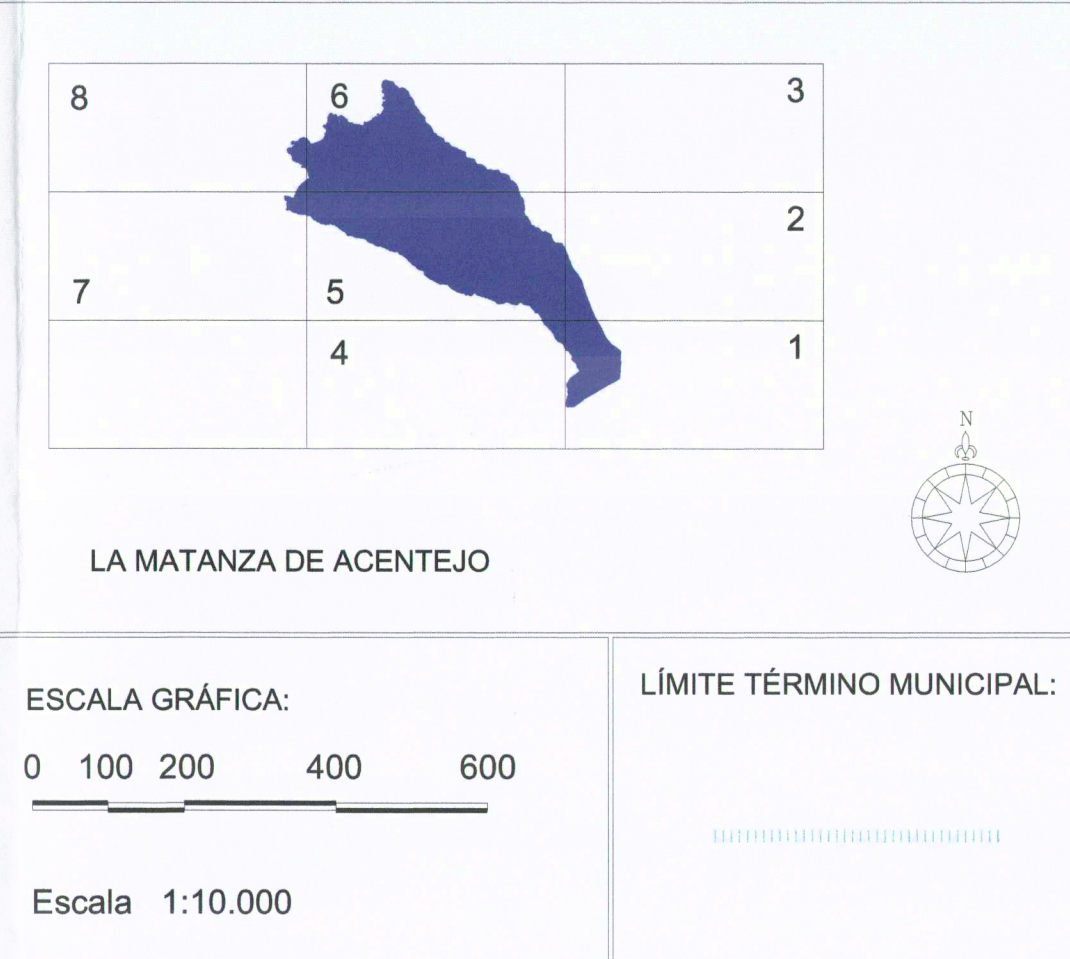 8 6 3
2
7 5
4 1
N
LA MATANZA DE ACENTEJO
ESCALA GRÁFICA:
0 100 200 400 600
Escala 1:10.000
LÍMITE TÉRMINO MUNICIPAL: